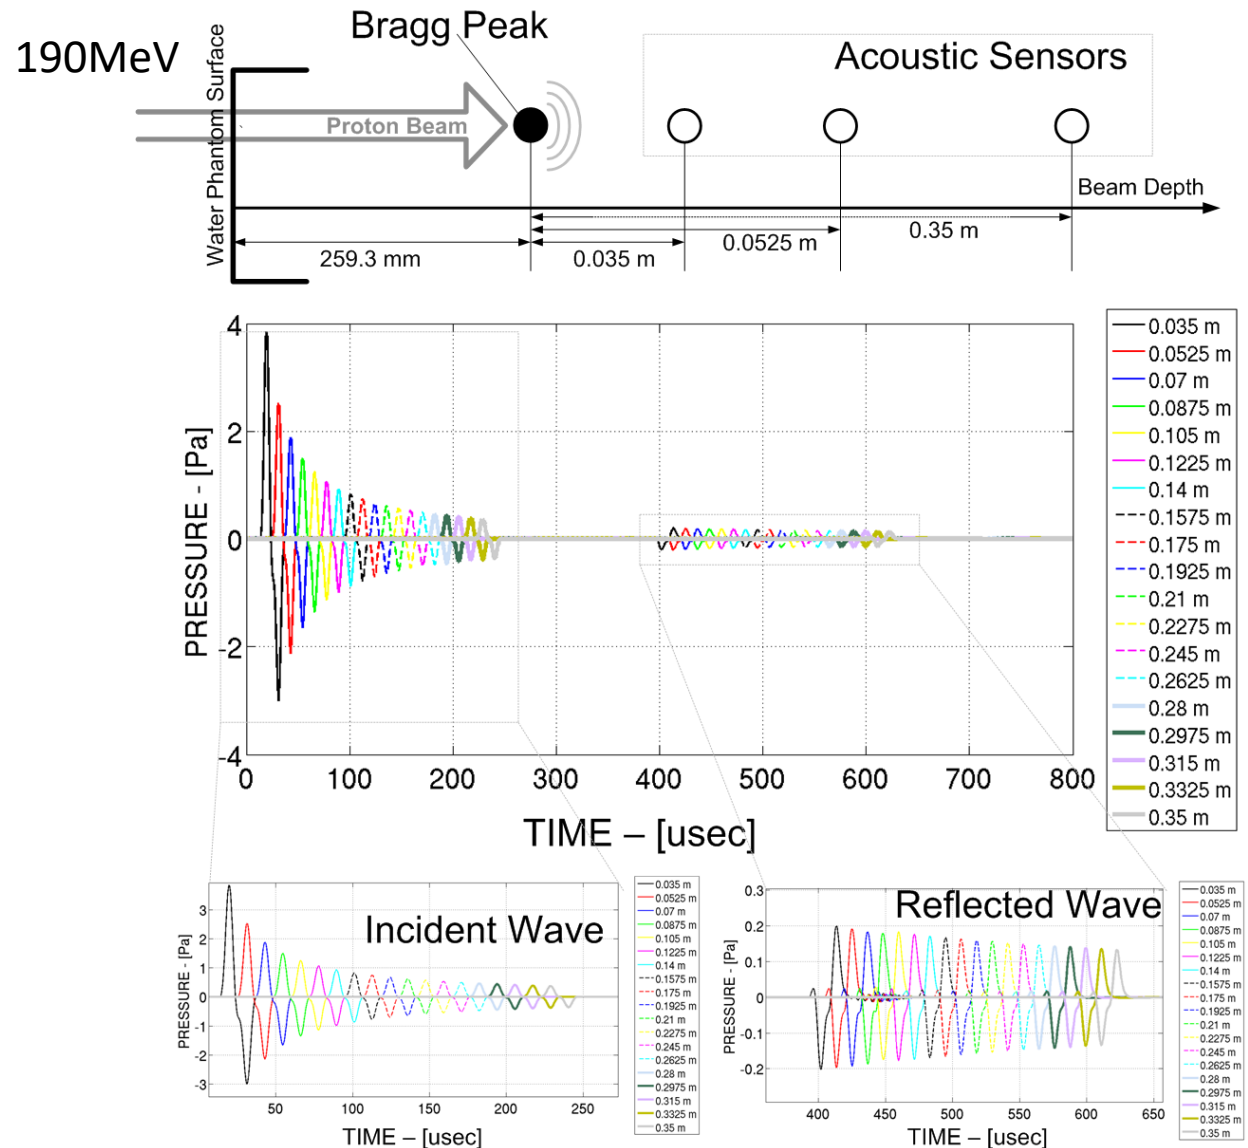 190MeV
Bragg Peak
Acoustic Sensors
Water Phantom Surface
Proton Beam
Beam Depth
0.35 m
0.0525 m
259.3 mm
0.035 m
4
2
0
-2
-4
PRESSURE - [Pa]
0 100 200 300 400 500 600 700 800
TIME – [usec]
0.035 m
0.0525 m
0.07 m
0.0875 m
0.105 m
0.1225 m
0.14 m
0.1575 m
0.175 m
0.1925 m
0.21 m
0.2275 m
0.245 m
0.2625 m
0.28 m
0.2975 m
0.315 m
0.3325 m
0.35 m
Incident Wave
3
2
1
0
-1
-2
-3
PRESSURE - [Pa]
50 100 150 200 250
TIME – [usec]
0.035 m
0.0525 m
0.07 m
0.0875 m
0.105 m
0.1225 m
0.14 m
0.1575 m
0.175 m
0.1925 m
0.21 m
0.2275 m
0.245 m
0.2625 m
0.28 m
0.2975 m
0.315 m
0.3325 m
0.35 m
Reflected Wave
0.3
0.2
0.1
0
-0.1
-0.2
PRESSURE - [Pa]
400 450 500 550 600 650
TIME – [usec]
0.035 m
0.0525 m
0.07 m
0.0875 m
0.105 m
0.1225 m
0.14 m
0.1575 m
0.175 m
0.1925 m
0.21 m
0.2275 m
0.245 m
0.2625 m
0.28 m
0.2975 m
0.315 m
0.3325 m
0.35 m